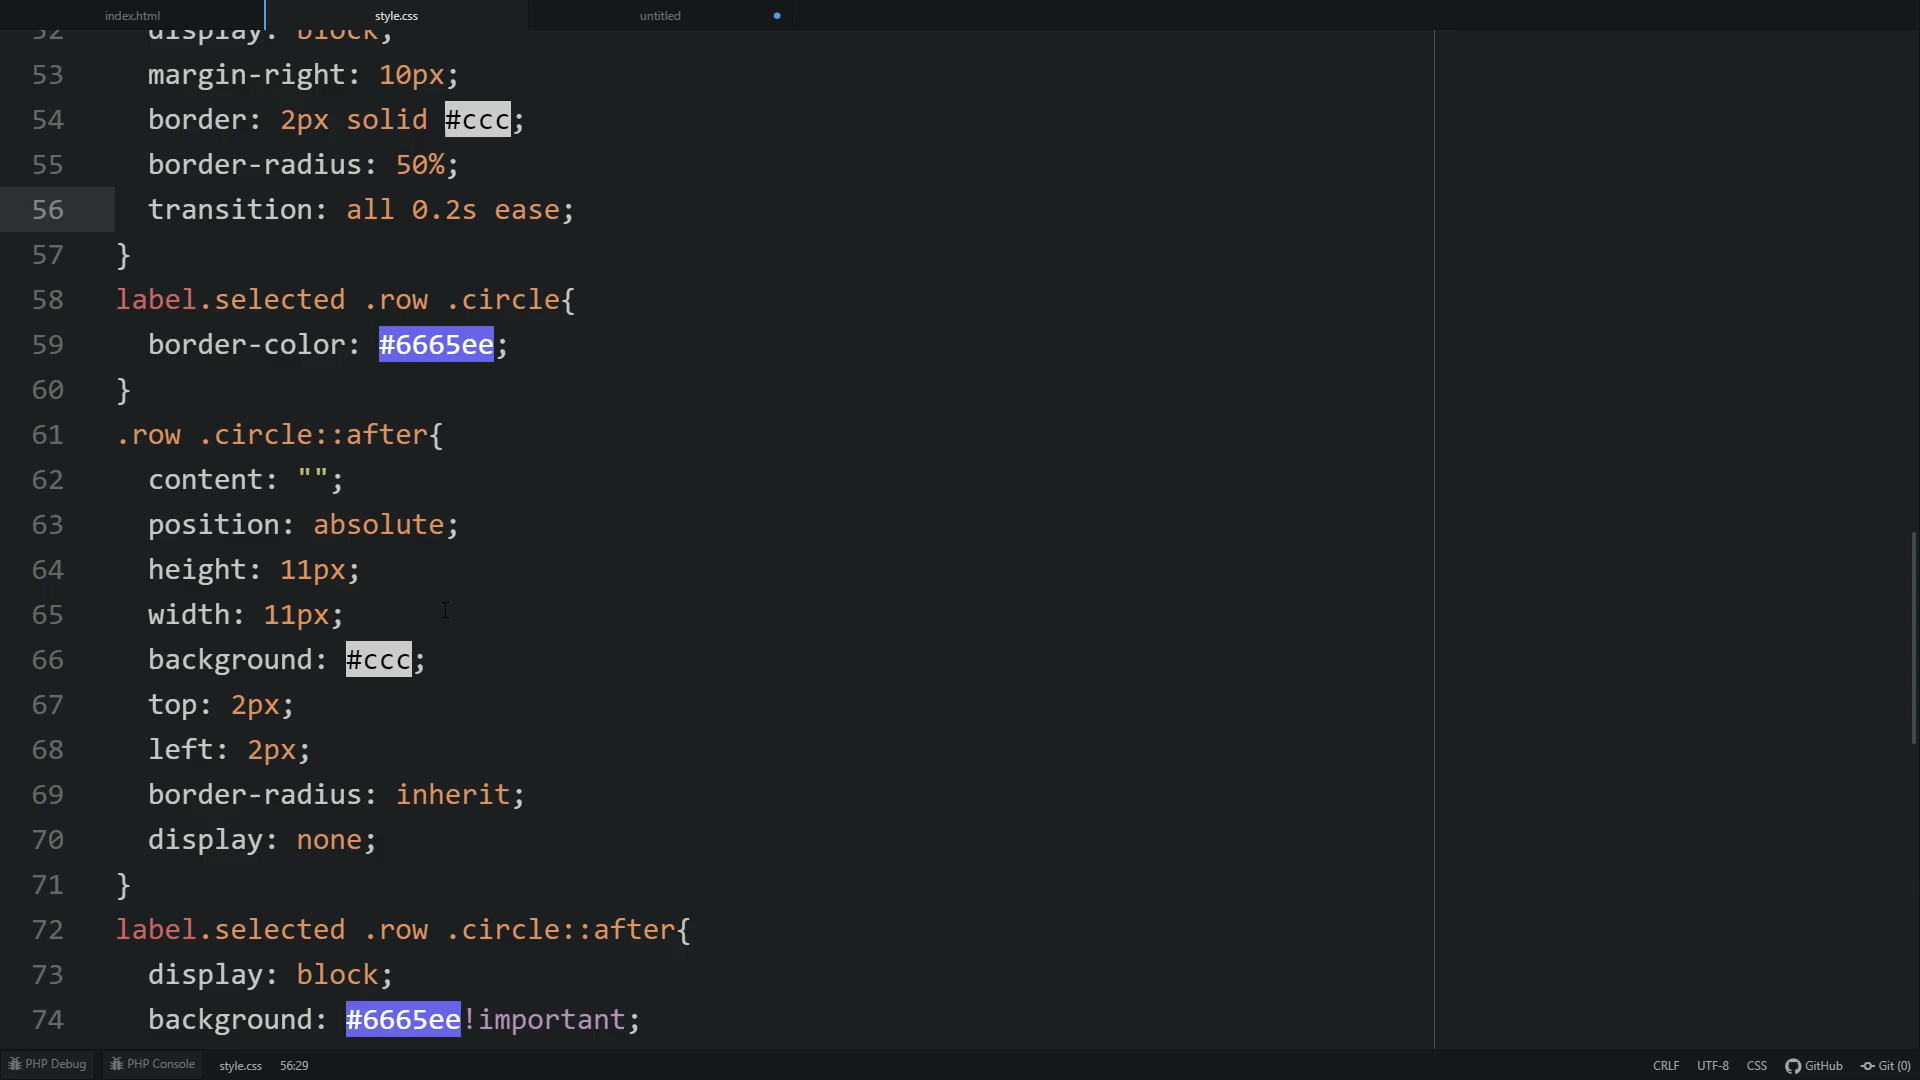 index.html
style.css
untitled
52 display: block;
53 margin-right: 10px;
54 border: 2px solid #ccc;
55 border-radius: 50%;
56 transition: all 0.2s ease;
57 }
58 label.selected .row .circle{
59 border-color: #6665ee;
60 }
61 .row .circle::after{
62 content: "";
63 position: absolute;
64 height: 11px;
65 width: 11px;
66 background: #ccc;
67 top: 2px;
68 left: 2px;
69 border-radius: inherit;
70 display: none;
71 }
72 label.selected .row .circle::after{
73 display: block;
74 background: #6665ee!important;
PHP Debug PHP Console style.css 56:29 CRLF UTF-8 CSS GitHub Git (0)